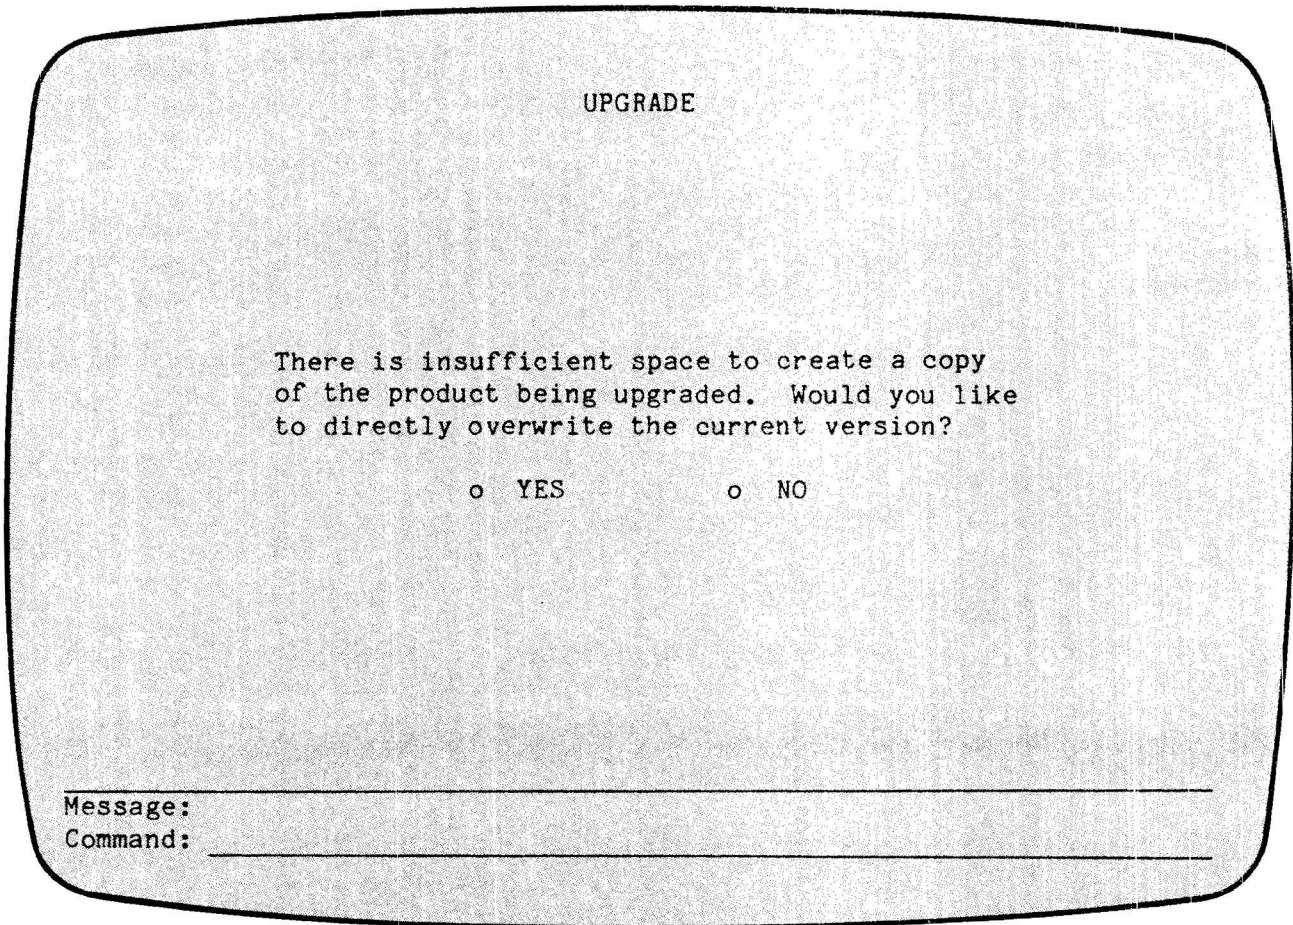 UPGRADE
There is insufficient space to create a copy
of the product being upgraded. Would you like
to directly overwrite the current version?
o YES o NO
Message:
Command: